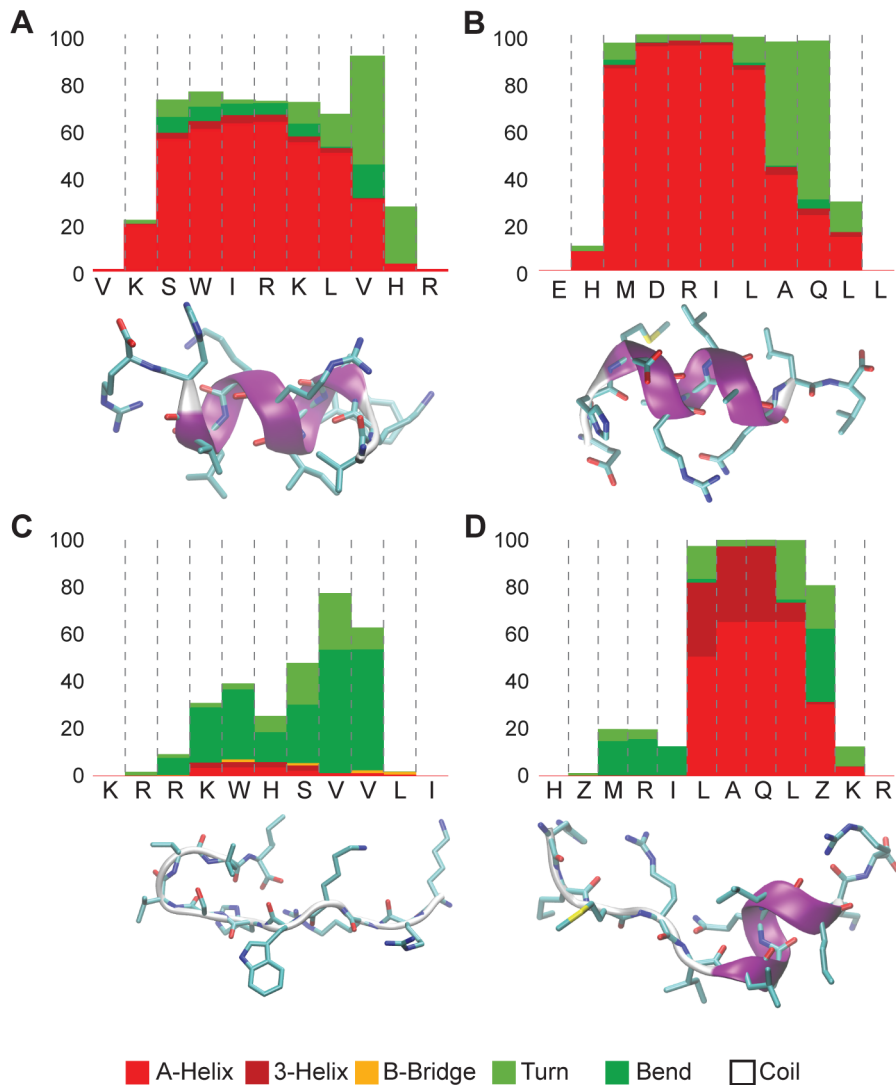 A
100
80
60
40
20
0
V K S W I R K L V H R
B
100
80
60
40
20
0
E H M D R I L A Q L L
C
100
80
60
40
20
0
K R R K W H S V V L I
D
100
80
60
40
20
0
H Z M R I L A Q L Z K R
A-Helix 3-Helix B-Bridge Turn Bend Coil